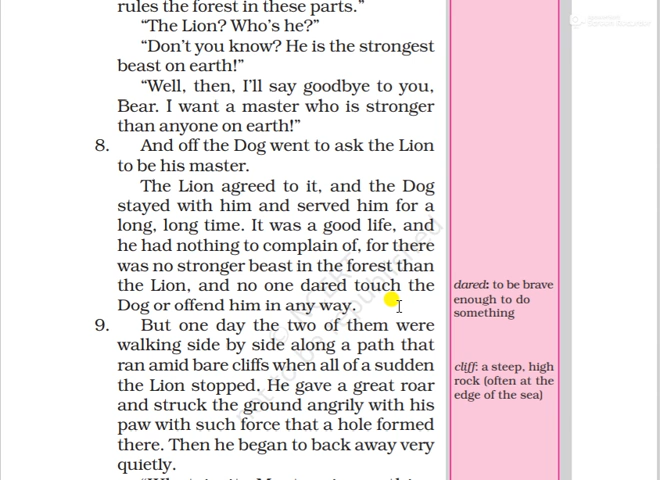 rules the forest in these parts.”
“The Lion? Who's he?”
“Don't you know? He is the strongest
beast on earth!”
“Well, then, I'll say goodbye to you,
Bear. I want a master who is stronger
than anyone on earth!”
8. And off the Dog went to ask the Lion
to be his master.
The Lion agreed to it, and the Dog
stayed with him and served him for a
long, long time. It was a good life, and
he had nothing to complain of, for there
was no stronger beast in the forest than
the Lion, and no one dared touch the
Dog or offend him in any way.
9. But one day the two of them were
walking side by side along a path that
ran amid bare cliffs when all of a sudden
the Lion stopped. He gave a great roar
and struck the ground angrily with his
paw with such force that a hole formed
there. Then he began to back away very
quietly.
dared: to be brave
enough to do
something
cliff: a steep, high
rock (often at the
edge of the sea)
not to be republished